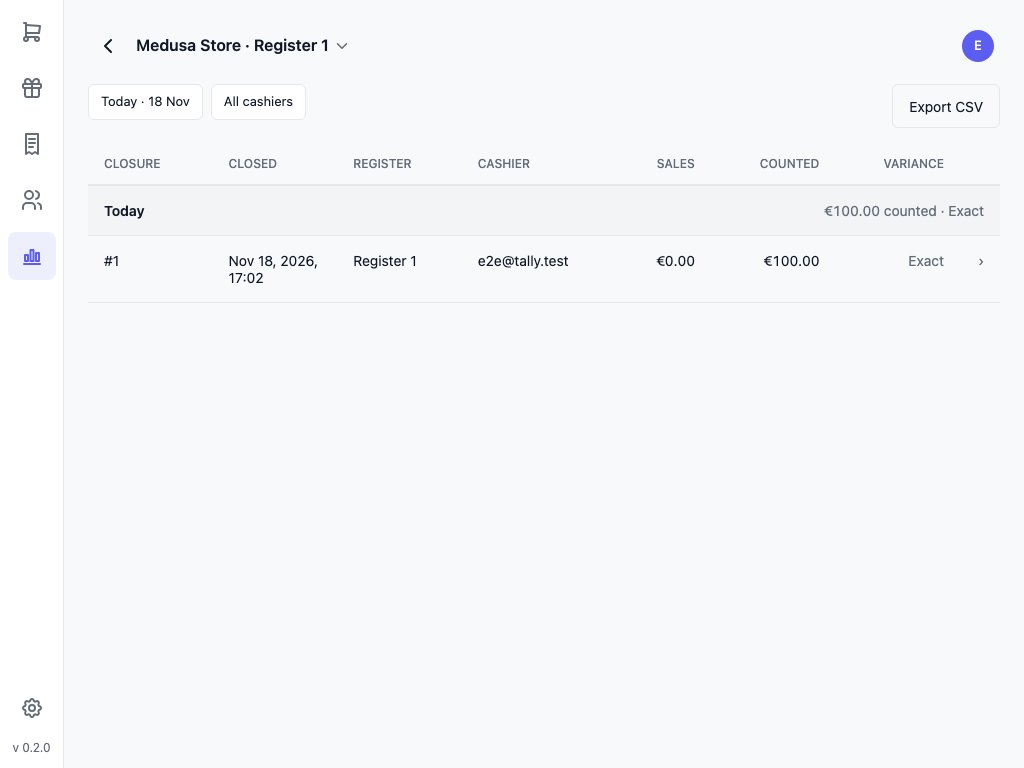 Medusa Store · Register 1
E
Today · 18 Nov
All cashiers
Export CSV
CLOSURE CLOSED REGISTER CASHIER SALES COUNTED VARIANCE
Today €100.00 counted · Exact
#1 Nov 18, 2026, Register 1 e2e@tally.test €0.00 €100.00 Exact ›
17:02
v 0.2.0